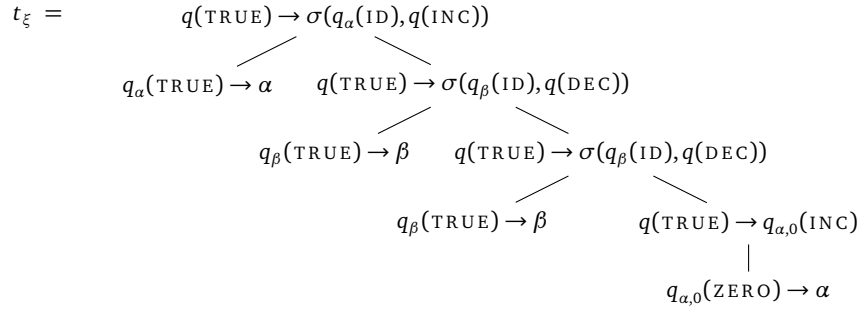 t_ξ = q(TRUE) → σ(q_α(ID), q(INC))
q_α(TRUE) → α q(TRUE) → σ(q_β(ID), q(DEC))
q_β(TRUE) → β q(TRUE) → σ(q_β(ID), q(DEC))
q_β(TRUE) → β q(TRUE) → q_{α,0}(INC)
q_{α,0}(ZERO) → α